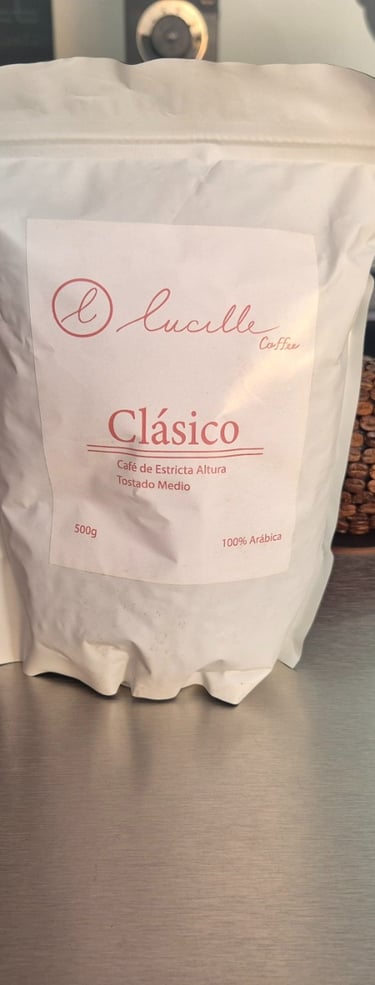 l lucille
Coffee
Clásico
Café de Estricta Altura
Tostado Medio
500g
100% Arábica